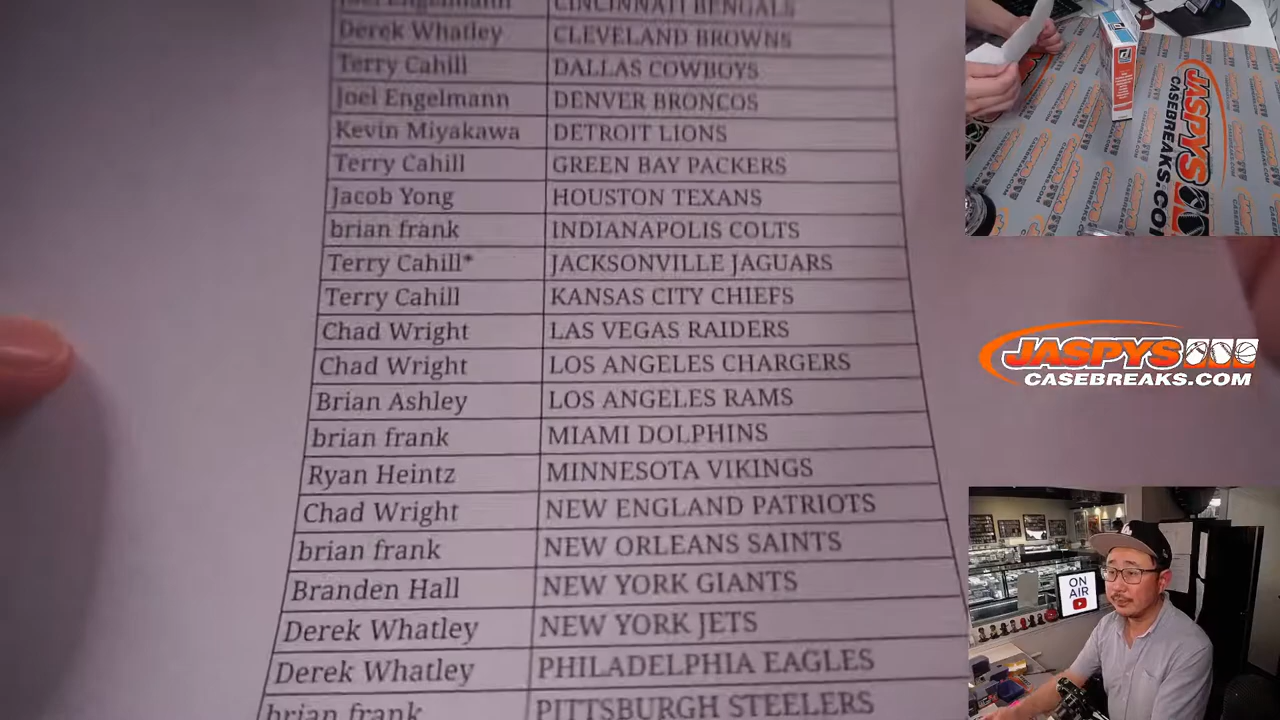 Joel Engelmann CINCINNATI BENGALS
Derek Whatley CLEVELAND BROWNS
Terry Cahill DALLAS COWBOYS
Joel Engelmann DENVER BRONCOS
Kevin Miyakawa DETROIT LIONS
Terry Cahill GREEN BAY PACKERS
Jacob Yong HOUSTON TEXANS
brian frank INDIANAPOLIS COLTS
Terry Cahill* JACKSONVILLE JAGUARS
Terry Cahill KANSAS CITY CHIEFS
Chad Wright LAS VEGAS RAIDERS
Chad Wright LOS ANGELES CHARGERS
Brian Ashley LOS ANGELES RAMS
brian frank MIAMI DOLPHINS
Ryan Heintz MINNESOTA VIKINGS
Chad Wright NEW ENGLAND PATRIOTS
brian frank NEW ORLEANS SAINTS
Branden Hall NEW YORK GIANTS
Derek Whatley NEW YORK JETS
Derek Whatley PHILADELPHIA EAGLES
brian frank PITTSBURGH STEELERS
JASPYS
CASEBREAKS.COM
JASPYS
CASEBREAKS.COM
ON
AIR